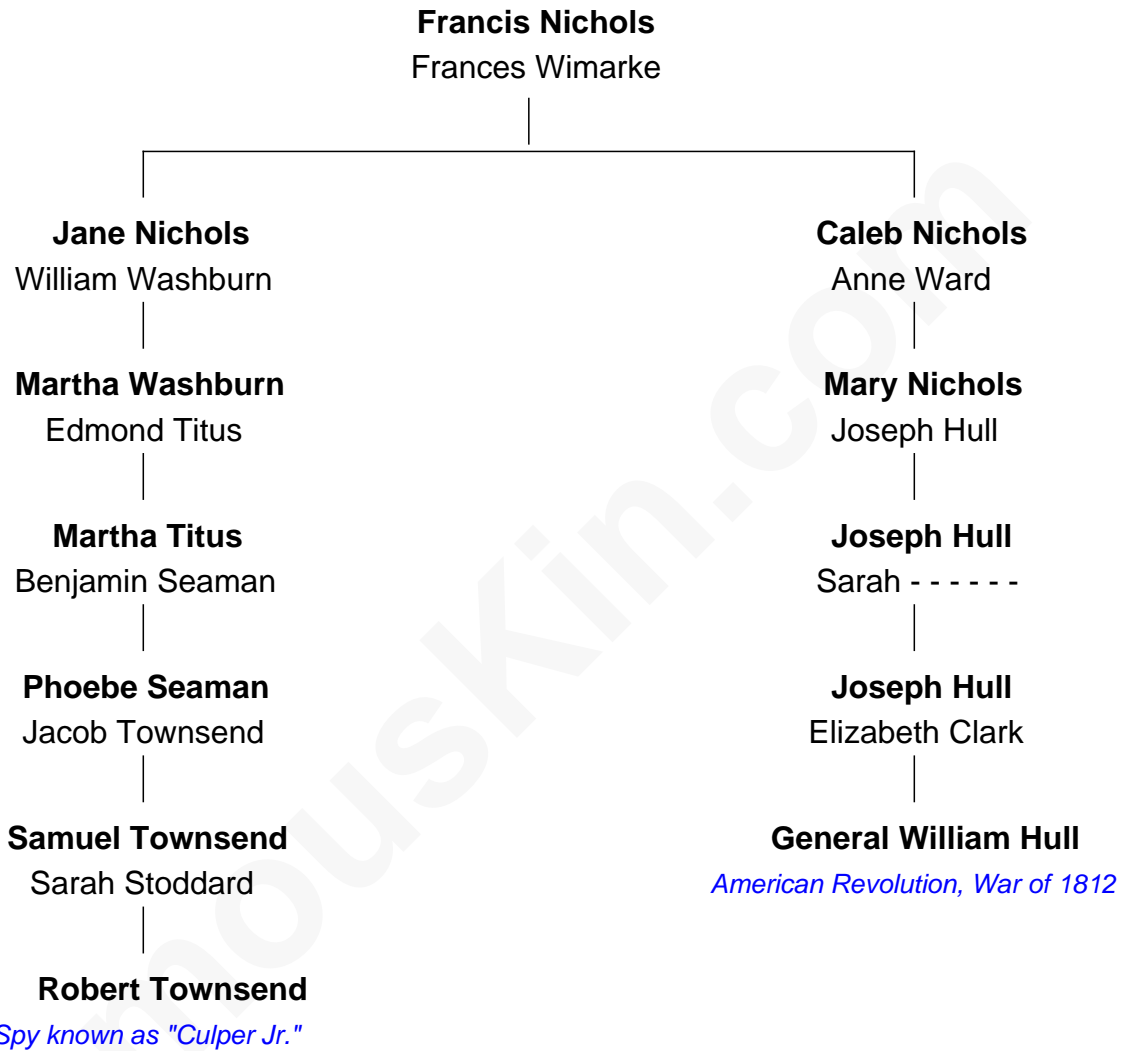 Francis Nichols
Frances Wimarke
Jane Nichols
William Washburn
Martha Washburn
Edmond Titus
Martha Titus
Benjamin Seaman
Phoebe Seaman
Jacob Townsend
Samuel Townsend
Sarah Stoddard
Robert Townsend
Spy known as "Culper Jr."
Caleb Nichols
Anne Ward
Mary Nichols
Joseph Hull
Joseph Hull
Sarah - - - - - -
Joseph Hull
Elizabeth Clark
General William Hull
American Revolution, War of 1812
mousKin.com